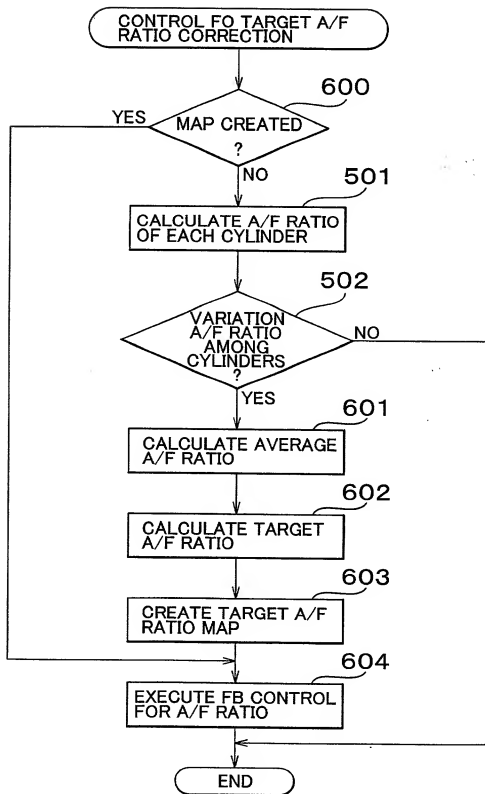 CONTROL FO TARGET A/F
RATIO CORRECTION
600
YES
MAP CREATED
?
NO
501
CALCULATE A/F RATIO
OF EACH CYLINDER
502
VARIATION
A/F RATIO
AMONG
CYLINDERS
?
NO
YES
601
CALCULATE AVERAGE
A/F RATIO
602
CALCULATE TARGET
A/F RATIO
603
CREATE TARGET A/F
RATIO MAP
604
EXECUTE FB CONTROL
FOR A/F RATIO
END